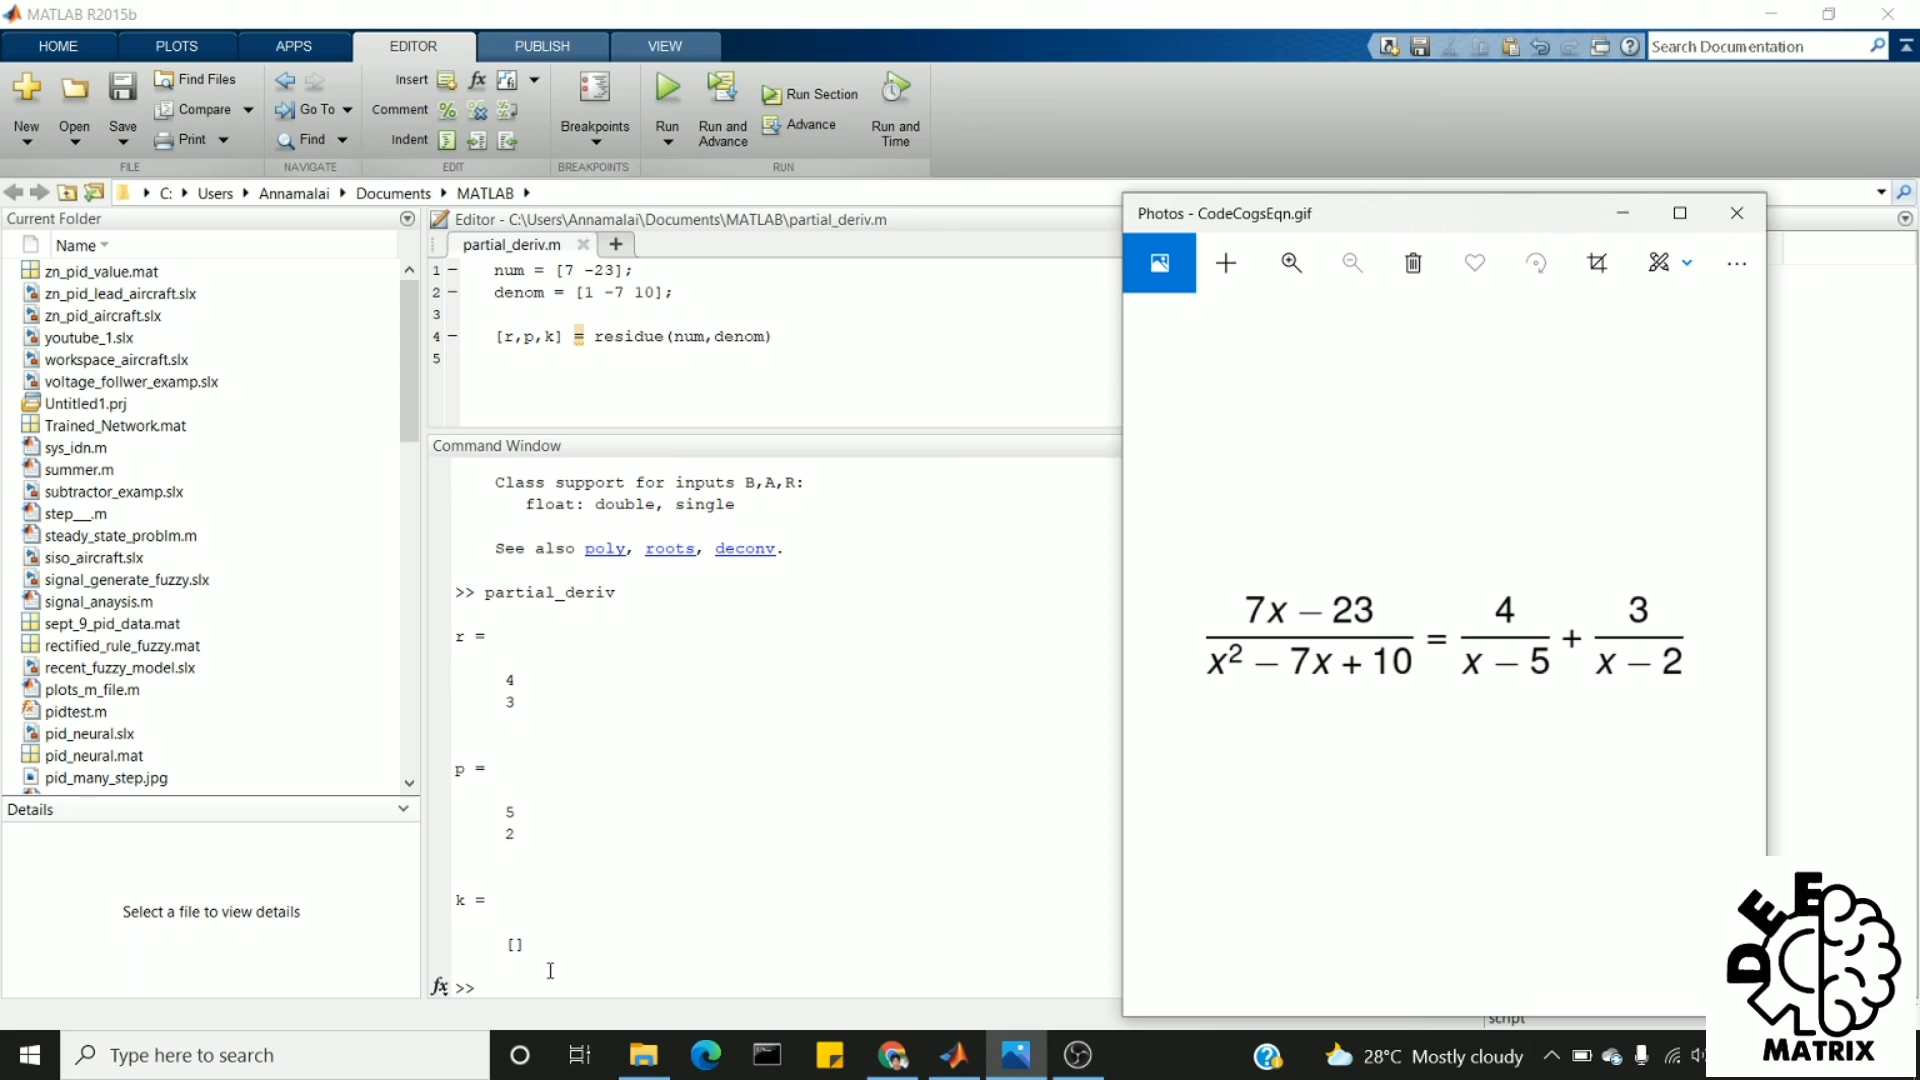 MATLAB R2015b
HOME PLOTS APPS EDITOR PUBLISH VIEW
Search Documentation
Find Files
Compare
Print
New Open Save
Go To
Find
Insert
Comment
Indent
Breakpoints
Run
Run and Advance
Run Section
Advance
Run and Time
FILE NAVIGATE EDIT BREAKPOINTS RUN
C: Users Annamalai Documents MATLAB
Current Folder
Name
zn_pid_value.mat
zn_pid_lead_aircraft.slx
zn_pid_aircraft.slx
youtube_1.slx
workspace_aircraft.slx
voltage_follwer_examp.slx
Untitled1.prj
Trained_Network.mat
sys_idn.m
summer.m
subtractor_examp.slx
step__.m
steady_state_problm.m
siso_aircraft.slx
signal_generate_fuzzy.slx
signal_anaysis.m
sept_9_pid_data.mat
rectified_rule_fuzzy.mat
recent_fuzzy_model.slx
plots_m_file.m
pidtest.m
pid_neural.slx
pid_neural.mat
pid_many_step.jpg
Details
Select a file to view details
Editor - C:\Users\Annamalai\Documents\MATLAB\partial_deriv.m
partial_deriv.m
1 – num = [7 -23];
2 – denom = [1 -7 10];
3
4 – [r,p,k] = residue(num,denom)
5
Command Window
Class support for inputs B,A,R:
float: double, single
See also poly, roots, deconv.
>> partial_deriv
r =
4
3
p =
5
2
k =
[]
fx >>
Photos - CodeCogsEqn.gif
7x – 23 4 3
= +
x² – 7x + 10 x – 5 x – 2
script
DEE
MATRIX
Type here to search
28°C Mostly cloudy